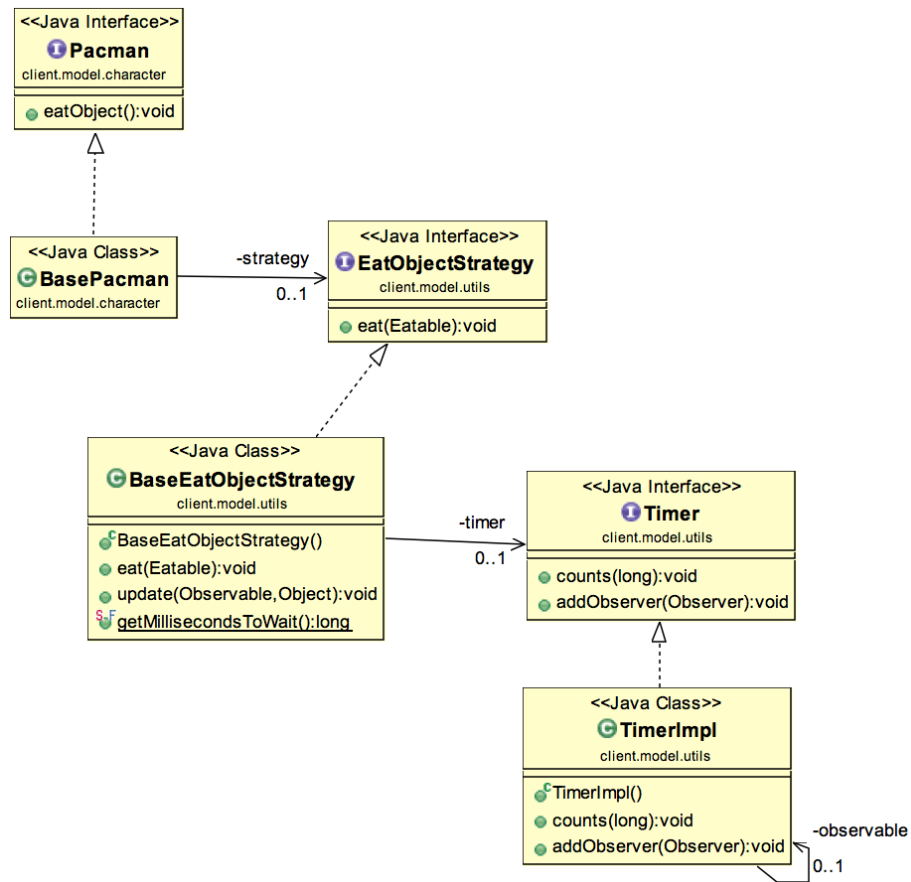 <<Java Interface>>
I Pacman
client.model.character
eatObject():void
<<Java Class>>
C BasePacman
client.model.character
-strategy
0..1
<<Java Interface>>
I EatObjectStrategy
client.model.utils
eat(Eatable):void
<<Java Class>>
C BaseEatObjectStrategy
client.model.utils
C BaseEatObjectStrategy()
eat(Eatable):void
update(Observable,Object):void
S F getMillisecondsToWait():long
-timer
0..1
<<Java Interface>>
I Timer
client.model.utils
counts(long):void
addObserver(Observer):void
<<Java Class>>
C TimerImpl
client.model.utils
C TimerImpl()
counts(long):void
addObserver(Observer):void
-observable
0..1